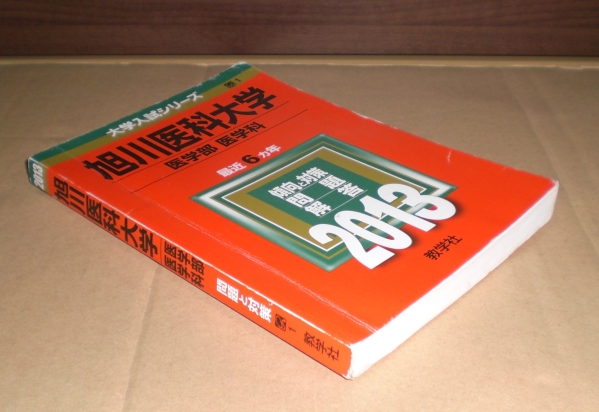 大学入試シリーズ
旭川医科大学
医学部 医学科
最近6ヵ年
傾向と対策
問題
解答
2013
教学社
2013
旭川医科大学
医学部
医学科
問題と対策
1
教学社